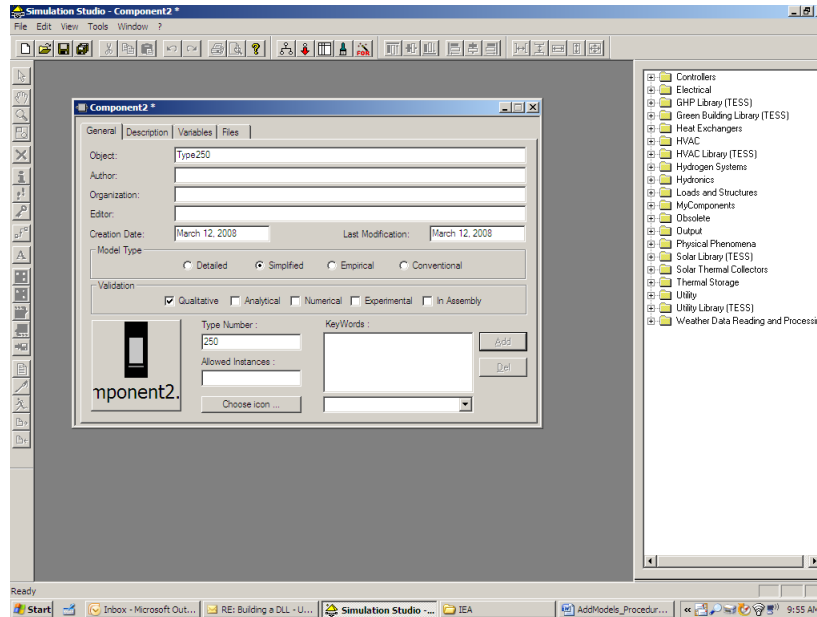 Simulation Studio - Component2 *
File Edit View Tools Window ?
FOR
Component2 *
General Description Variables Files
Object: Type250
Author:
Organization:
Editor:
Creation Date: March 12, 2008 Last Modification: March 12, 2008
Model Type
Detailed Simplified Empirical Conventional
Validation
Qualitative Analytical Numerical Experimental In Assembly
Type Number :
250
Allowed Instances :
Choose icon ...
KeyWords :
Add
Del
mponent2.
Controllers
Electrical
GHP Library (TESS)
Green Building Library (TESS)
Heat Exchangers
HVAC
HVAC Library (TESS)
Hydrogen Systems
Hydronics
Loads and Structures
MyComponents
Obsolete
Output
Physical Phenomena
Solar Library (TESS)
Solar Thermal Collectors
Thermal Storage
Utility
Utility Library (TESS)
Weather Data Reading and Processi
Ready
Start Inbox - Microsoft Out... RE: Building a DLL - U... Simulation Studio -... IEA AddModels_Procedur... « 9:55 AM